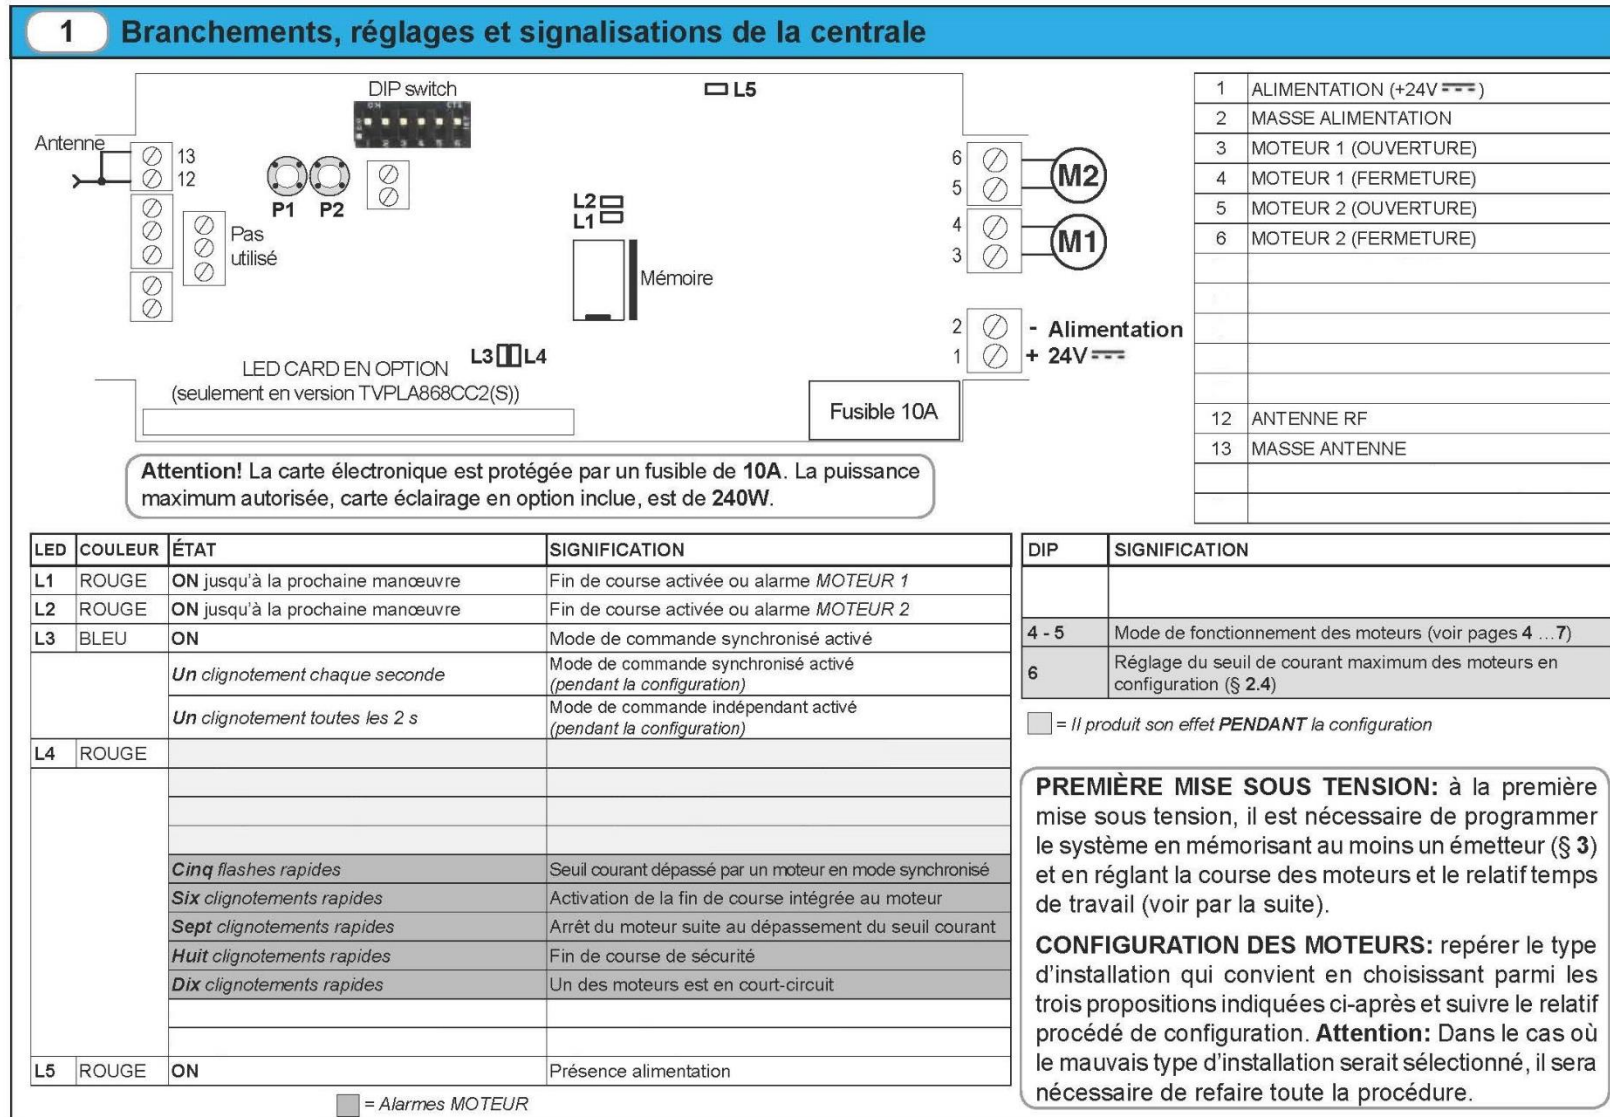 1 Branchements, réglages et signalisations de la centrale
DIP switch
ON CTS
1 2 3 4 5 6
L5
Antenne
13
12
P1 P2
Pas
utilisé
L2
L1
Mémoire
L3 L4
LED CARD EN OPTION
(seulement en version TVPLA868CC2(S))
6
5
M2
4
3
M1
2 - Alimentation
1 + 24V
Fusible 10A
1 ALIMENTATION (+24V)
2 MASSE ALIMENTATION
3 MOTEUR 1 (OUVERTURE)
4 MOTEUR 1 (FERMETURE)
5 MOTEUR 2 (OUVERTURE)
6 MOTEUR 2 (FERMETURE)
12 ANTENNE RF
13 MASSE ANTENNE
Attention! La carte électronique est protégée par un fusible de 10A. La puissance
maximum autorisée, carte éclairage en option inclue, est de 240W.
LED COULEUR ÉTAT SIGNIFICATION
L1 ROUGE ON jusqu'à la prochaine manœuvre Fin de course activée ou alarme MOTEUR 1
L2 ROUGE ON jusqu'à la prochaine manœuvre Fin de course activée ou alarme MOTEUR 2
L3 BLEU ON Mode de commande synchronisé activé
Un clignotement chaque seconde Mode de commande synchronisé activé
(pendant la configuration)
Un clignotement toutes les 2 s Mode de commande indépendant activé
(pendant la configuration)
L4 ROUGE
Cinq flashes rapides Seuil courant dépassé par un moteur en mode synchronisé
Six clignotements rapides Activation de la fin de course intégrée au moteur
Sept clignotements rapides Arrêt du moteur suite au dépassement du seuil courant
Huit clignotements rapides Fin de course de sécurité
Dix clignotements rapides Un des moteurs est en court-circuit
L5 ROUGE ON Présence alimentation
= Alarmes MOTEUR
DIP SIGNIFICATION
4 - 5 Mode de fonctionnement des moteurs (voir pages 4 ...7)
6 Réglage du seuil de courant maximum des moteurs en
configuration (§ 2.4)
= Il produit son effet PENDANT la configuration
PREMIÈRE MISE SOUS TENSION: à la première
mise sous tension, il est nécessaire de programmer
le système en mémorisant au moins un émetteur (§ 3)
et en réglant la course des moteurs et le relatif temps
de travail (voir par la suite).
CONFIGURATION DES MOTEURS: repérer le type
d'installation qui convient en choisissant parmi les
trois propositions indiquées ci-après et suivre le relatif
procédé de configuration. Attention: Dans le cas où
le mauvais type d'installation serait sélectionné, il sera
nécessaire de refaire toute la procédure.